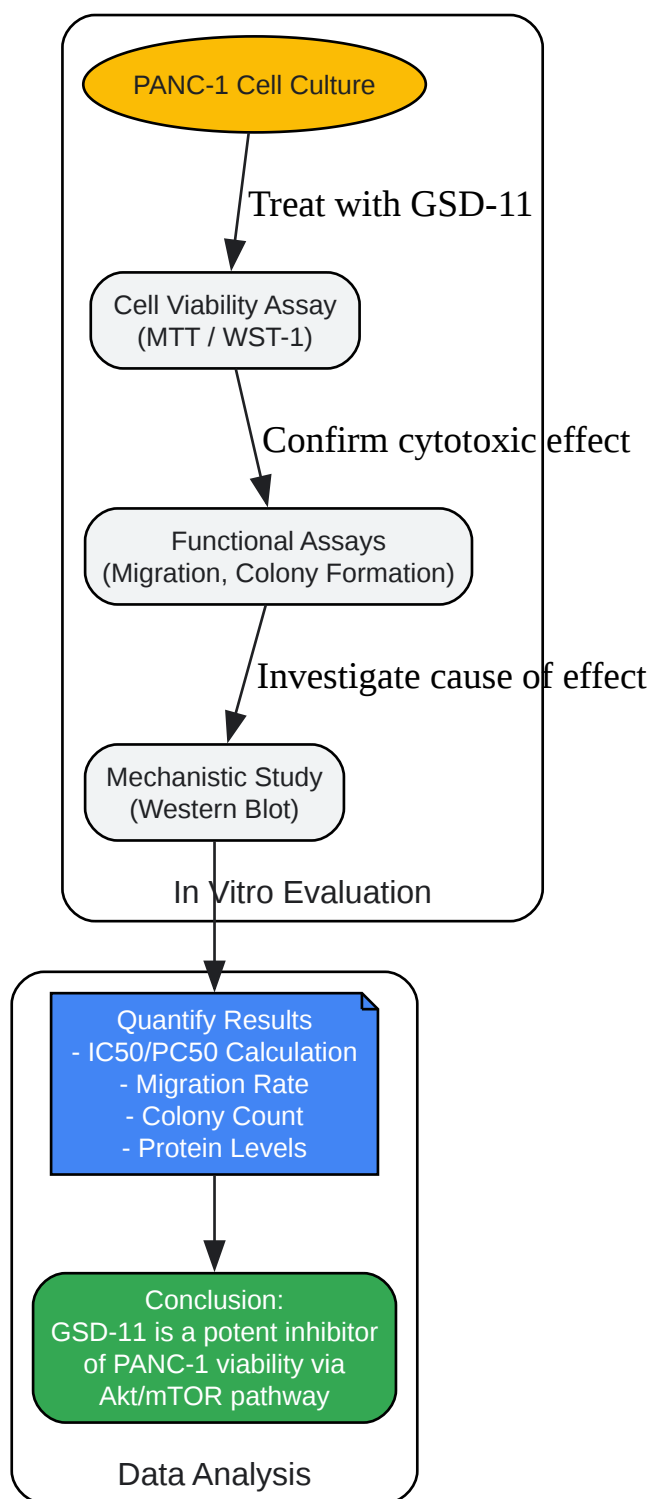 PANC-1 Cell Culture
Treat with GSD-11
Cell Viability Assay
(MTT / WST-1)
Confirm cytotoxic effect
Functional Assays
(Migration, Colony Formation)
Investigate cause of effect
Mechanistic Study
(Western Blot)
In Vitro Evaluation
Quantify Results
- IC50/PC50 Calculation
- Migration Rate
- Colony Count
- Protein Levels
Conclusion:
GSD-11 is a potent inhibitor
of PANC-1 viability via
Akt/mTOR pathway
Data Analysis